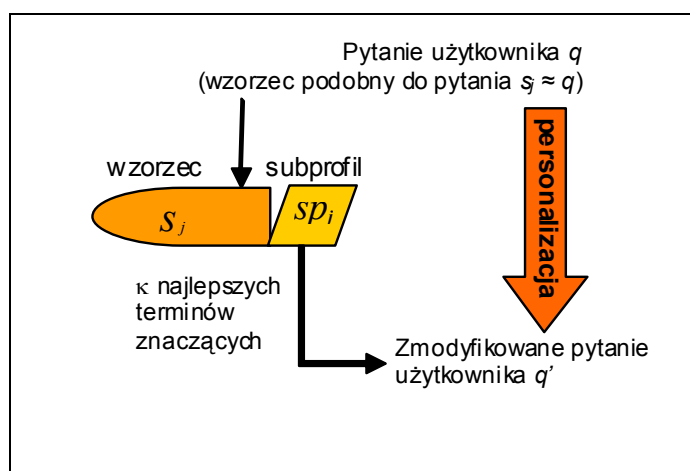 Pytanie użytkownika q
(wzorzec podobny do pytania sj ≈ q)
wzorzec
subprofil
sj
spi
personalizacja
κ najlepszych
terminów
znaczących
Zmodyfikowane pytanie
użytkownika q’